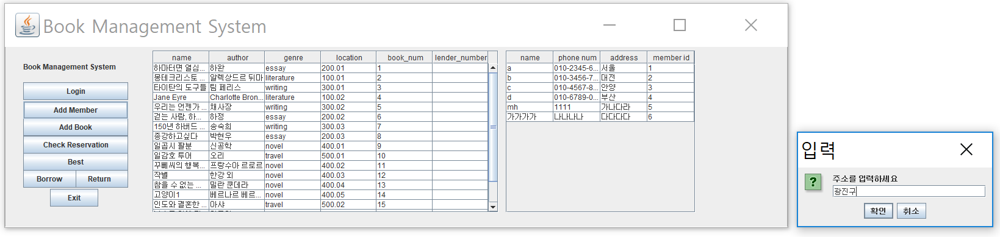 Book Management System
Book Management System
Login
Add Member
Add Book
Check Reservation
Best
Borrow Return
Exit
name author genre location book_num lender_number
하마터면 열심... 하완 essay 200.01 1
몽테크리스토 ... 알렉상드르 뒤마 literature 100.01 2
타이탄의 도구들 팀 페리스 writing 300.01 3
Jane Eyre Charlotte Bron... literature 100.02 4
우리는 언젠가 ... 채사장 writing 300.02 5
걷는 사람, 하... 하정 essay 200.02 6
150년 하버드 ... 송숙희 writing 300.03 7
종강하고싶다 박현우 essay 200.03 8
일곱시 팔분 신공학 novel 400.01 9
일감호 투어 오리 travel 500.01 10
꾸뻬씨의 행복... 프랑수아 르로르 novel 400.02 11
작별 한강 외 novel 400.03 12
참을 수 없는 ... 밀란 쿤데라 novel 400.04 13
고양이1 베르나르 베르... novel 400.05 14
인도와 결혼한 ... 아샤 travel 500.02 15
name phone num address member id
a 010-2345-6... 서울 1
b 010-3456-7... 대전 2
c 010-4567-8... 안양 3
d 010-6789-0... 부산 4
mh 1111 가나다라 5
가가가가 나나나나 다다다다 6
입력
주소를 입력하세요
광진구
확인 취소